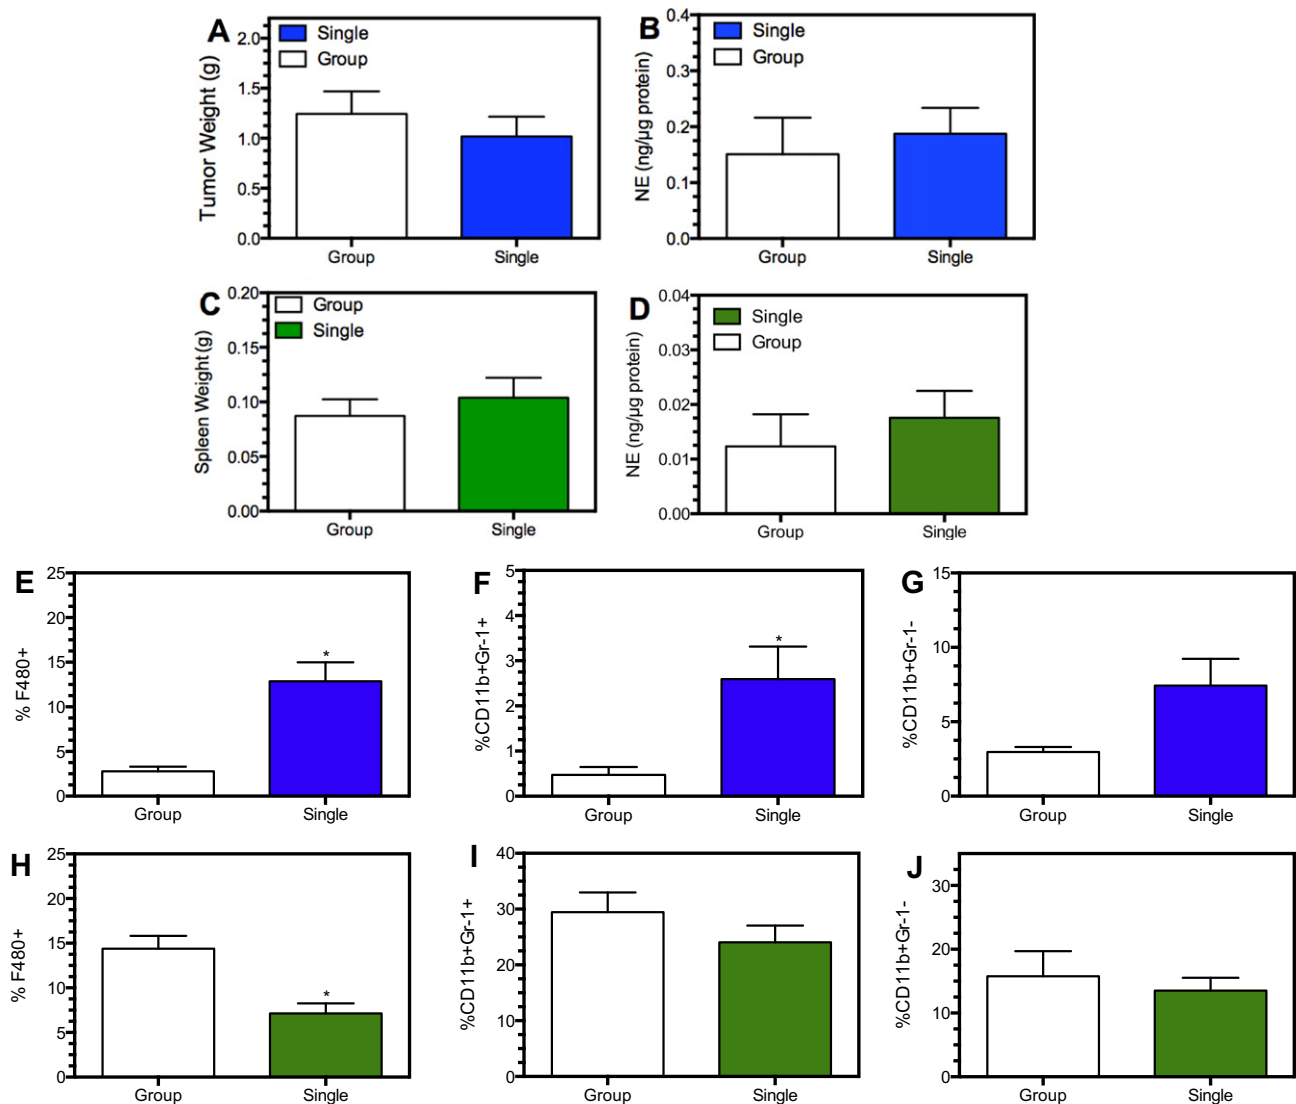 A
Tumor Weight (g)
2.0
1.5
1.0
0.5
0.0
Single
Group
Group
Single
B
NE (ng/µg protein)
0.4
0.3
0.2
0.1
0.0
Single
Group
Group
Single
C
Spleen Weight (g)
0.20
0.15
0.10
0.05
0.00
Group
Single
Group
Single
D
NE (ng/µg protein)
0.04
0.03
0.02
0.01
0.00
Single
Group
Group
Single
E
% F480+
25
20
15
10
5
0
*
Group
Single
F
%CD11b+Gr-1+
5
4
3
2
1
0
*
Group
Single
G
%CD11b+Gr-1-
15
10
5
0
Group
Single
H
% F480+
25
20
15
10
5
0
*
Group
Single
I
%CD11b+Gr-1+
40
30
20
10
0
Group
Single
J
%CD11b+Gr-1-
30
20
10
0
Group
Single